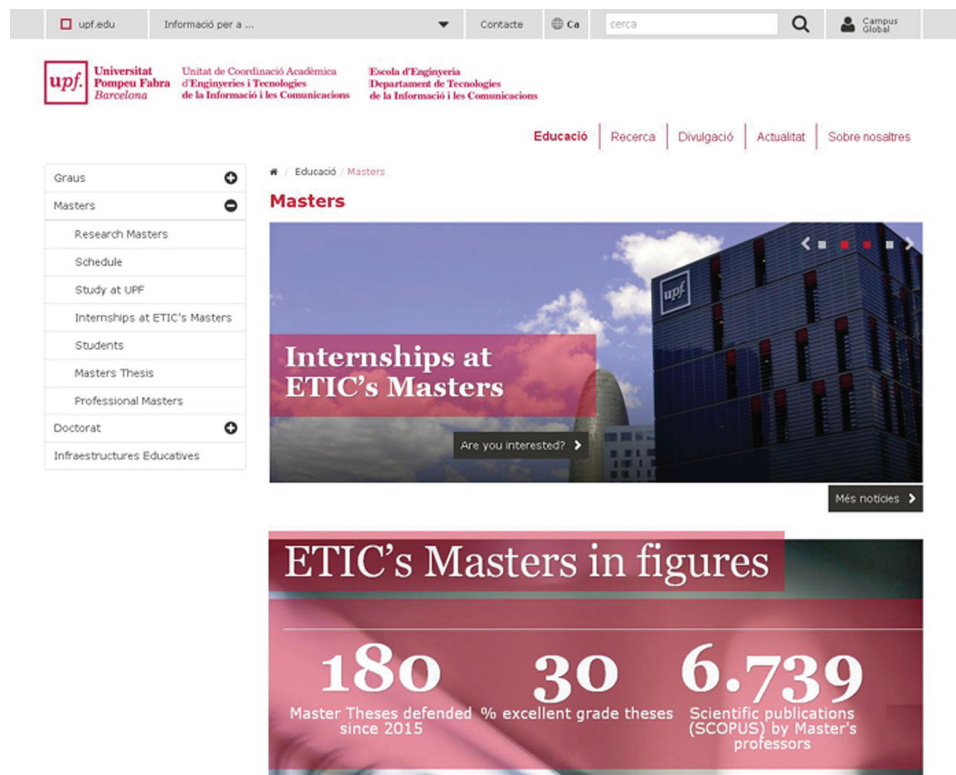 upf.edu
Informació per a ...
Contacte
Ca
cerca
Campus
Global
upf.
Universitat
Pompeu Fabra
Barcelona
Unitat de Coordinació Acadèmica
d'Enginyeries i Tecnologies
de la Informació i les Comunicacions
Escola d'Enginyeria
Departament de Tecnologies
de la Informació i les Comunicacions
Educació
Recerca
Divulgació
Actualitat
Sobre nosaltres
Graus
Masters
Research Masters
Schedule
Study at UPF
Internships at ETIC's Masters
Students
Masters Thesis
Professional Masters
Doctorat
Infraestructures Educatives
/ Educació / Masters
Masters
upf.
Internships at
ETIC's Masters
Are you interested?
Més notícies
ETIC's Masters in figures
180
Master Theses defended
since 2015
30
% excellent grade theses
6.739
Scientific publications
(SCOPUS) by Master's
professors